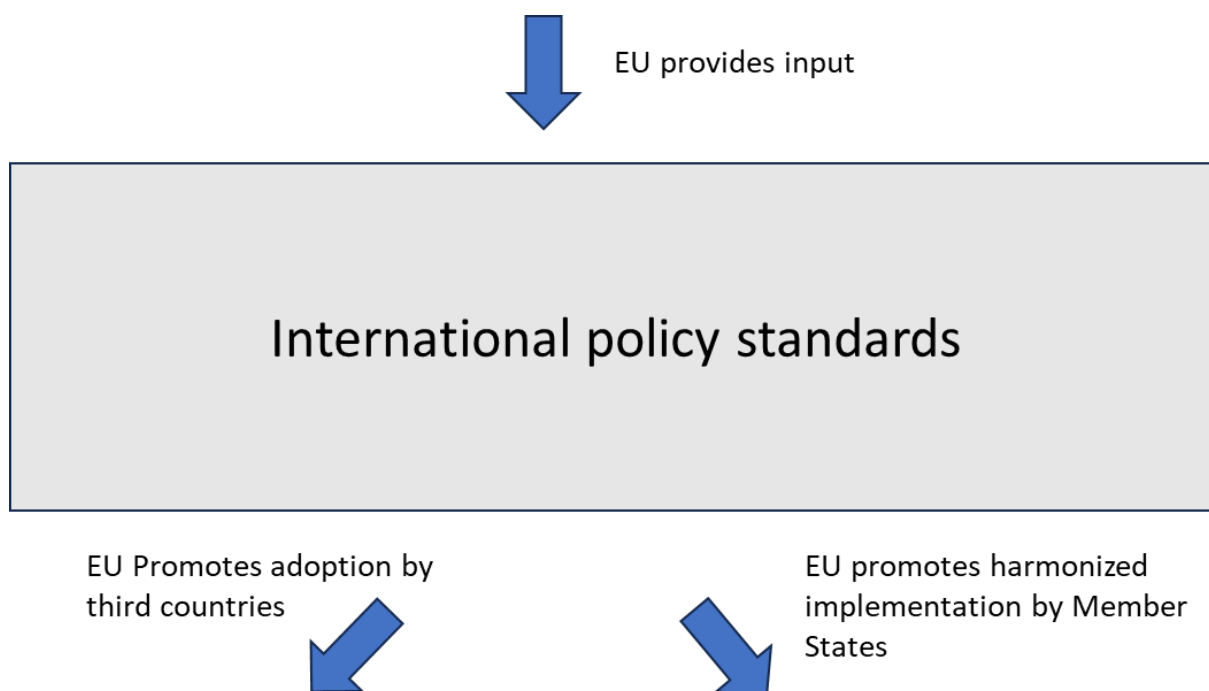 EU provides input
International policy standards
EU Promotes adoption by
third countries
EU promotes harmonized
implementation by Member
States